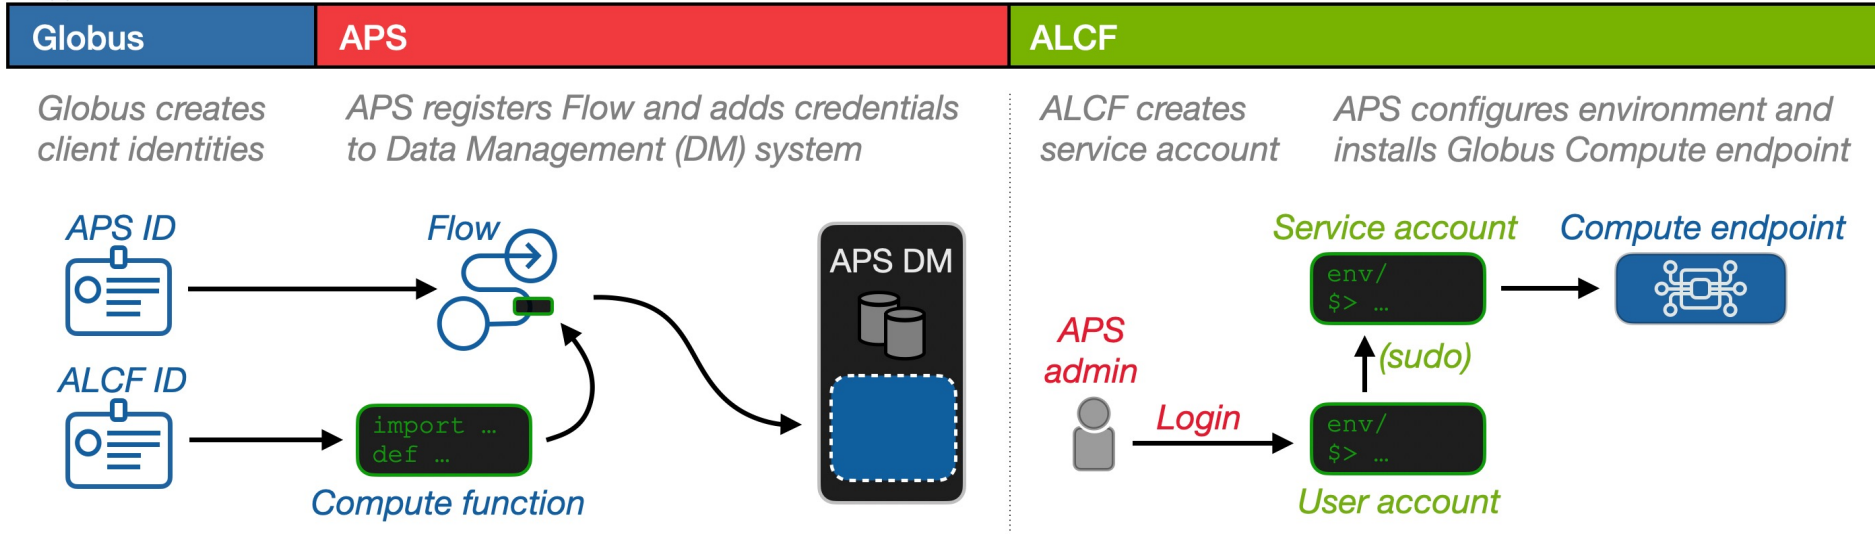 Globus
APS
ALCF
Globus creates
client identities
APS registers Flow and adds credentials
to Data Management (DM) system
ALCF creates
service account
APS configures environment and
installs Globus Compute endpoint
APS ID
Flow
APS DM
ALCF ID
import …
def …
Compute function
Service account
env/
$> …
Compute endpoint
(sudo)
APS
admin
Login
env/
$> …
User account